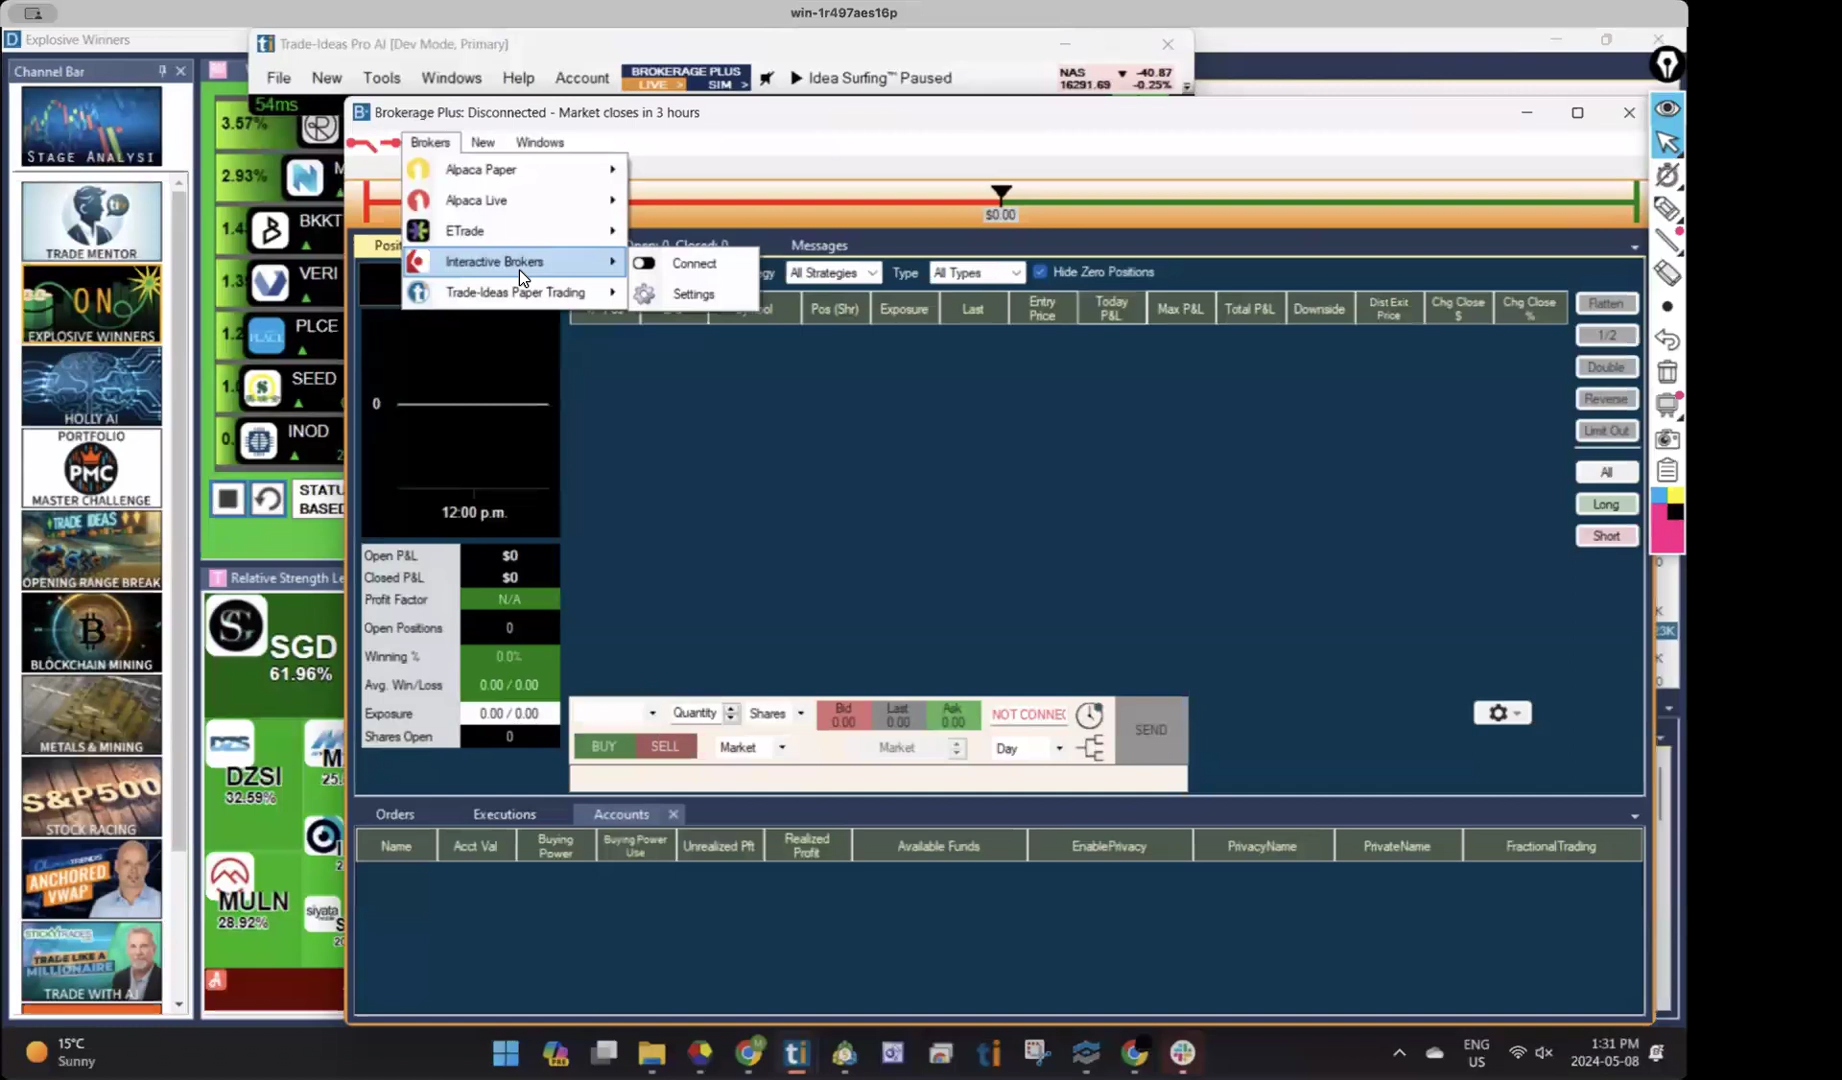 win-1r497aes16p
Explosive Winners
Trade-Ideas Pro AI [Dev Mode, Primary]
Channel Bar
File New Tools Windows Help Account
BROKERAGE PLUS
LIVE > SIM >
Idea Surfing™ Paused
NAS -40.87
16291.69 -0.25%
54ms
Brokerage Plus: Disconnected - Market closes in 3 hours
Brokers New Windows
Alpaca Paper
Alpaca Live
ETrade
Interactive Brokers
Trade-Ideas Paper Trading
Connect
Settings
$0.00
Messages
All Strategies
Type
All Types
Hide Zero Positions
Pos (Shr)
Exposure
Last
Entry Price
Today P&L
Max P&L
Total P&L
Downside
Dist Exit Price
Chg Close $
Chg Close %
Flatten
1/2
Double
Reverse
Limit Out
All
Long
Short
STAGE ANALYSI
TRADE MENTOR
ON
EXPLOSIVE WINNERS
HOLLY AI
PORTFOLIO
PMC
MASTER CHALLENGE
TRADE IDEAS
OPENING RANGE BREAK
BLOCKCHAIN MINING
METALS & MINING
S&P500
STOCK RACING
TRENDS
ANCHORED
VWAP
STICKYTRADES
TRADE LIKE A
MILLIONAIRE
TRADE WITH AI
3.57%
2.93%
BKKT
VERI
PLCE
PLACE
SEED
INOD
STATU
BASED
Relative Strength Le
SGD
61.96%
DZSI
32.59%
MULN
28.92%
siyata
0
12:00 p.m.
Open P&L $0
Closed P&L $0
Profit Factor N/A
Open Positions 0
Winning % 0.0%
Avg. Win/Loss 0.00 / 0.00
Exposure 0.00 / 0.00
Shares Open 0
Quantity
Shares
Bid 0.00
Last 0.00
Ask 0.00
NOT CONNEC
SEND
BUY SELL
Market
Market
Day
Orders Executions Accounts
Name
Acct Val
Buying Power
Buying Power Use
Unrealized Pft
Realized Profit
Available Funds
EnablePrivacy
PrivacyName
PrivateName
FractionalTrading
15°C
Sunny
ENG
US
1:31 PM
2024-05-08